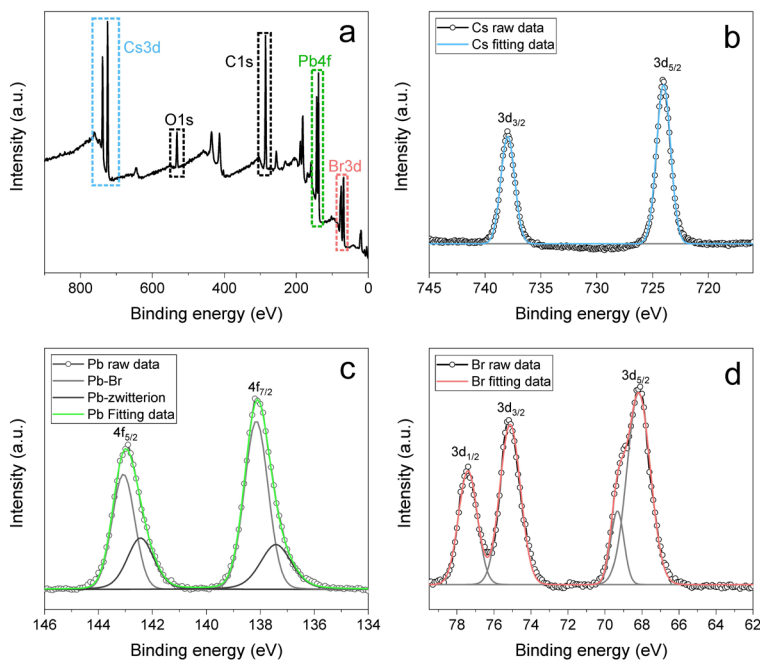 a
Cs3d
O1s
C1s
Pb4f
Br3d
Intensity (a.u.)
800 600 400 200 0
Binding energy (eV)
b
Cs raw data
Cs fitting data
3d3/2
3d5/2
Intensity (a.u.)
745 740 735 730 725 720
Binding energy (eV)
c
Pb raw data
Pb-Br
Pb-zwitterion
Pb Fitting data
4f5/2
4f7/2
Intensity (a.u.)
146 144 142 140 138 136 134
Binding energy (eV)
d
Br raw data
Br fitting data
3d1/2
3d3/2
3d5/2
Intensity (a.u.)
78 76 74 72 70 68 66 64 62
Binding energy (eV)